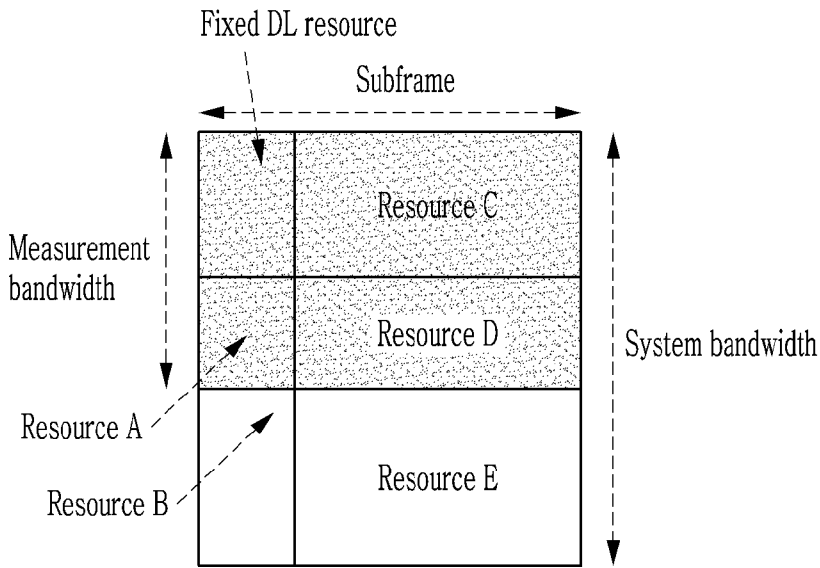 Fixed DL resource
Subframe
Resource C
Measurement
bandwidth
Resource D
System bandwidth
Resource A
Resource E
Resource B